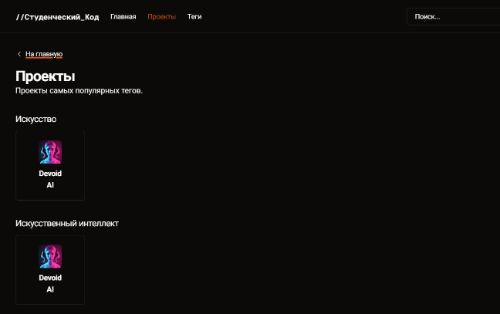 //Студенческий_Код Главная Проекты Теги Поиск...
На главную
Проекты
Проекты самых популярных тегов.
Искусство
Devoid
AI
Искусственный интеллект
Devoid
AI